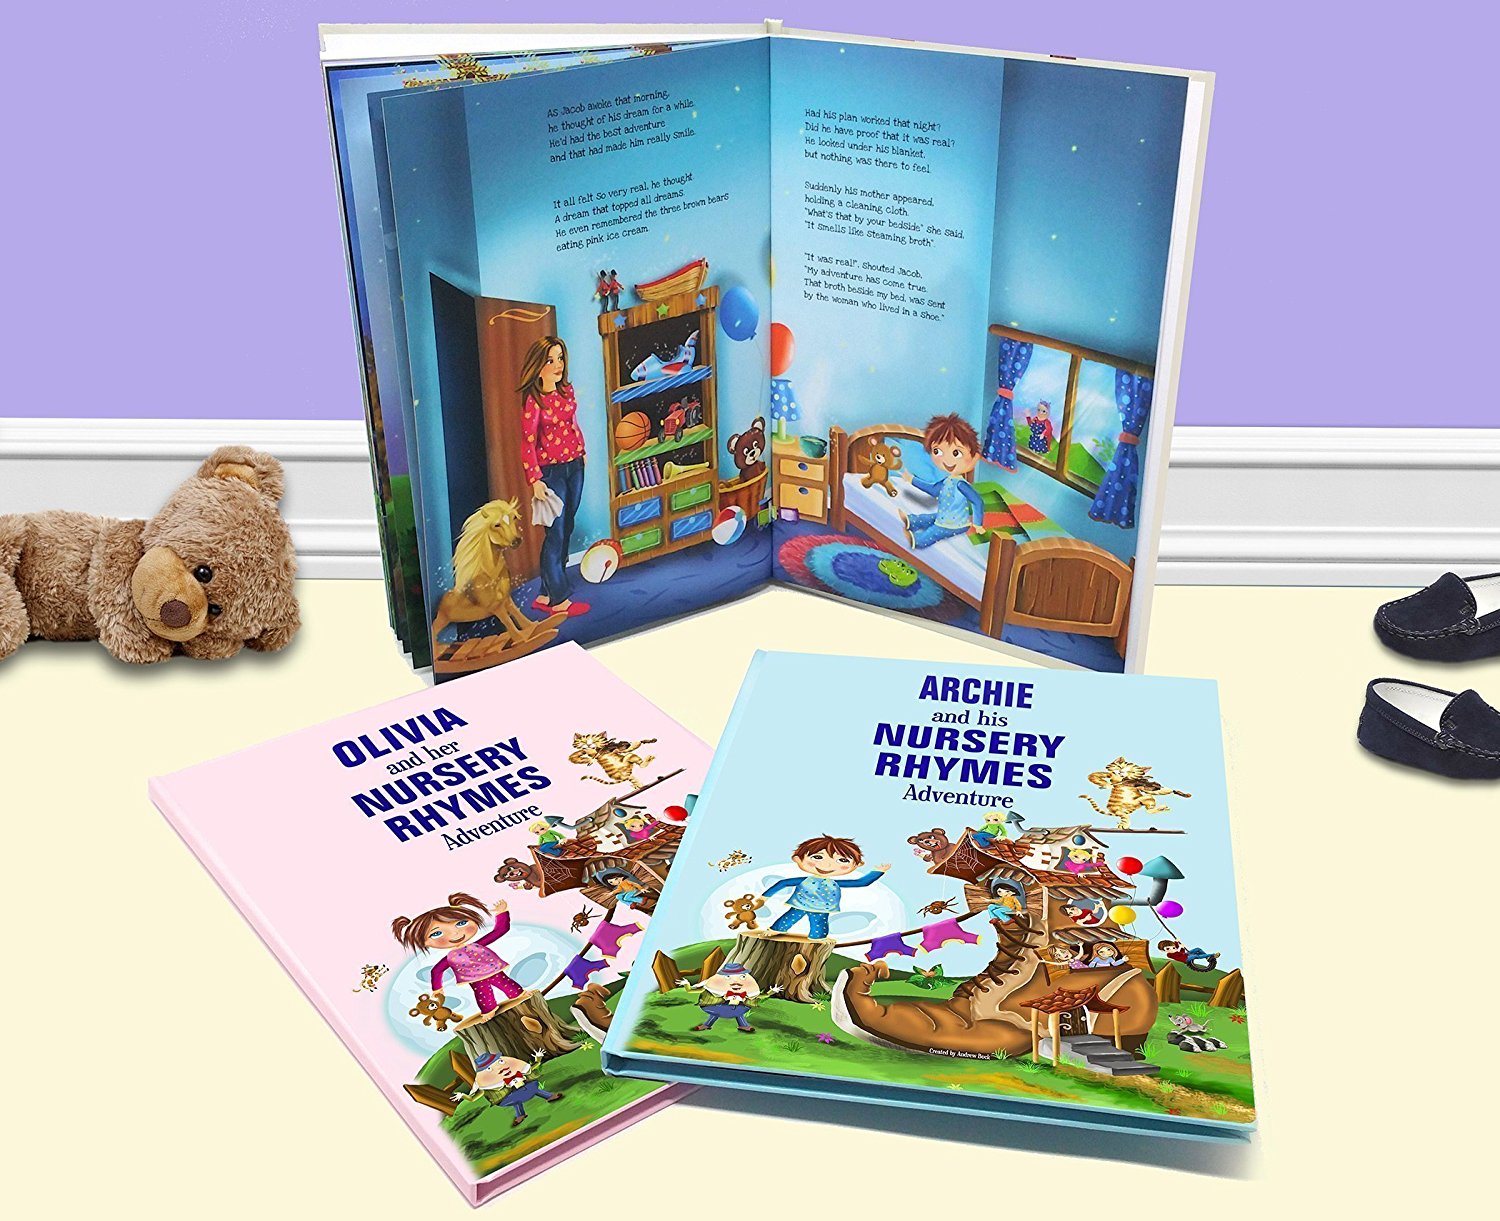 As Jacob awoke that morning,
he thought of his dream for a while.
He'd had the best adventure
and that had made him really smile.
It all felt so very real, he thought.
A dream that topped all dreams.
He even remembered the three brown bears
eating pink ice cream.
Had his plan worked that night?
Did he have proof that it was real?
He looked under his blanket,
but nothing was there to feel.
Suddenly his mother appeared,
holding a cleaning cloth.
"What's that by your bedside" she said,
"It smells like steaming broth".
"It was real!", shouted Jacob,
"My adventure has come true.
That broth beside my bed, was sent
by the woman who lived in a shoe."
OLIVIA
and her
NURSERY
RHYMES
Adventure
ARCHIE
and his
NURSERY
RHYMES
Adventure
Created by Andrew Beck